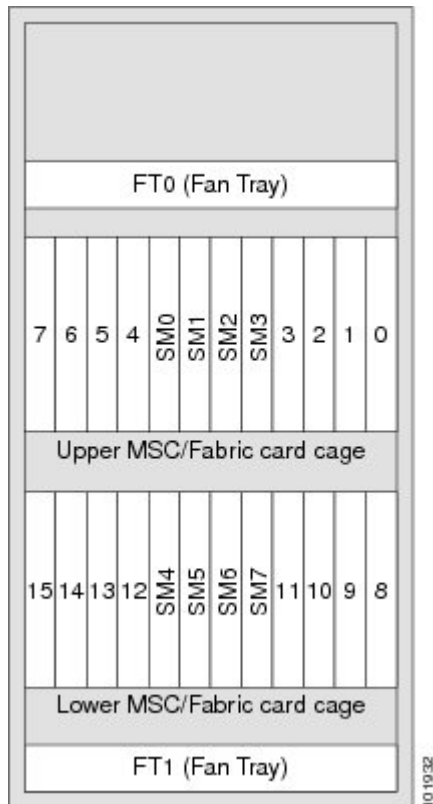 FT0 (Fan Tray)
7 6 5 4 SM0 SM1 SM2 SM3 3 2 1 0
Upper MSC/Fabric card cage
15 14 13 12 SM4 SM5 SM6 SM7 11 10 9 8
Lower MSC/Fabric card cage
FT1 (Fan Tray)
101932